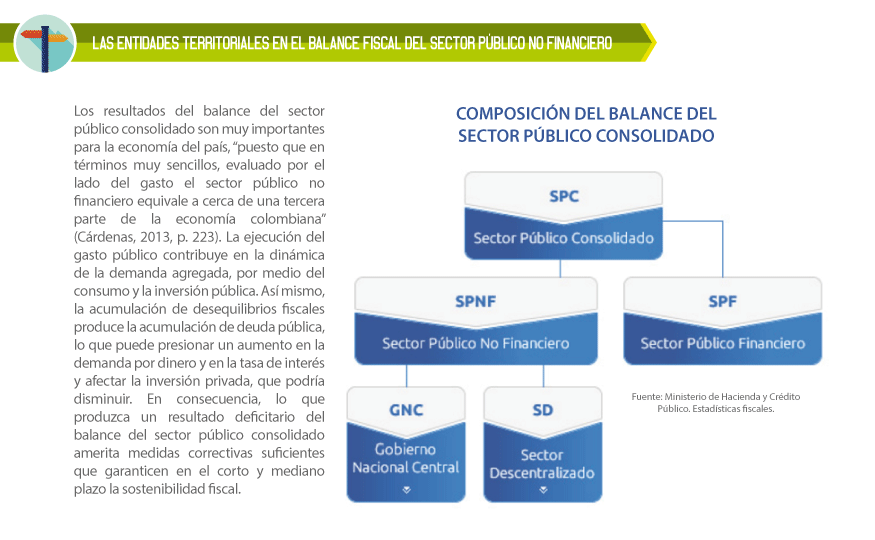 LAS ENTIDADES TERRITORIALES EN EL BALANCE FISCAL DEL SECTOR PÚBLICO NO FINANCIERO
Los resultados del balance del sector
público consolidado son muy importantes
para la economía del país, “puesto que en
términos muy sencillos, evaluado por el
lado del gasto el sector público no
financiero equivale a cerca de una tercera
parte de la economía colombiana”
(Cárdenas, 2013, p. 223). La ejecución del
gasto público contribuye en la dinámica
de la demanda agregada, por medio del
consumo y la inversión pública. Así mismo,
la acumulación de desequilibrios fiscales
produce la acumulación de deuda pública,
lo que puede presionar un aumento en la
demanda por dinero y en la tasa de interés
y afectar la inversión privada, que podría
disminuir. En consecuencia, lo que
produzca un resultado deficitario del
balance del sector público consolidado
amerita medidas correctivas suficientes
que garanticen en el corto y mediano
plazo la sostenibilidad fiscal.
COMPOSICIÓN DEL BALANCE DEL
SECTOR PÚBLICO CONSOLIDADO
SPC
Sector Público Consolidado
SPNF
Sector Público No Financiero
SPF
Sector Público Financiero
GNC
Gobierno
Nacional Central
SD
Sector
Descentralizado
Fuente: Ministerio de Hacienda y Crédito
Público. Estadísticas fiscales.